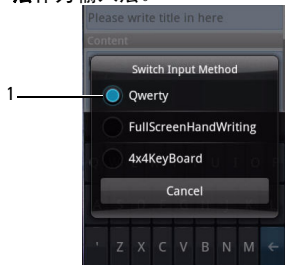 Please write title in here
Content
Switch Input Method
1
Qwerty
FullScreenHandWriting
4x4KeyBoard
Cancel
' Z X C V B N M ←